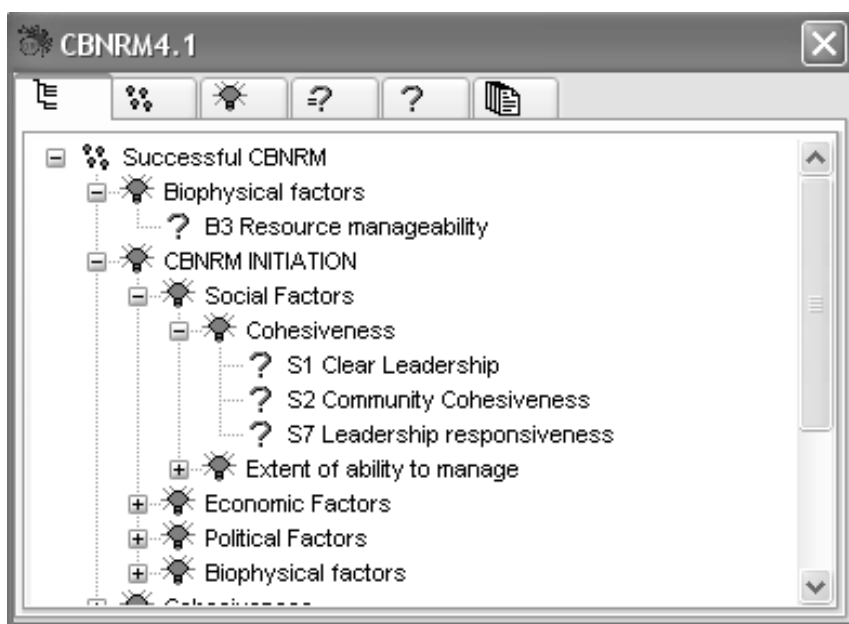 CBNRM4.1
Successful CBNRM
Biophysical factors
? B3 Resource manageability
CBNRM INITIATION
Social Factors
Cohesiveness
? S1 Clear Leadership
? S2 Community Cohesiveness
? S7 Leadership responsiveness
Extent of ability to manage
Economic Factors
Political Factors
Biophysical factors